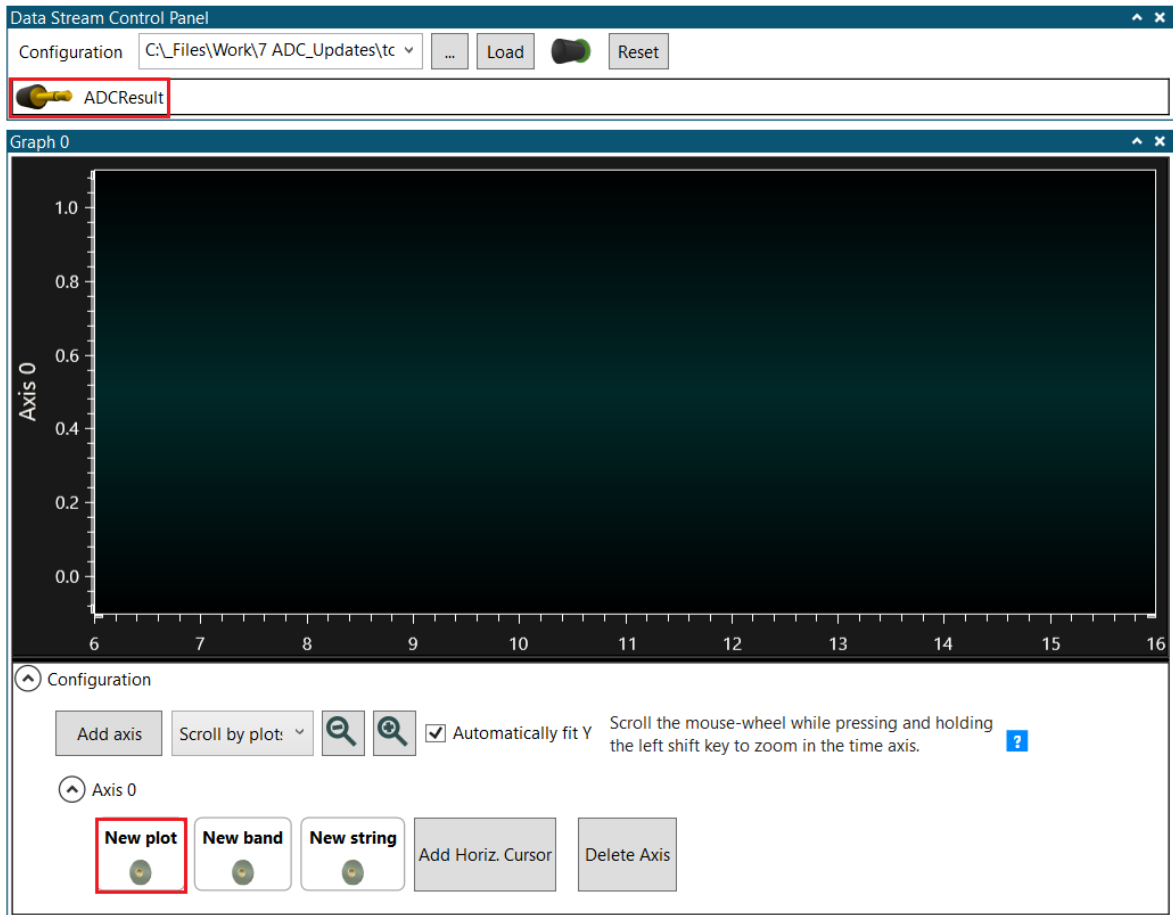 Data Stream Control Panel
Configuration C:\_Files\Work\7 ADC_Updates\tc ... Load Reset
ADCResult
Graph 0
1.0
0.8
0.6
0.4
0.2
0.0
Axis 0
6 7 8 9 10 11 12 13 14 15 16
Configuration
Add axis Scroll by plot: Automatically fit Y Scroll the mouse-wheel while pressing and holding
the left shift key to zoom in the time axis. ?
Axis 0
New plot New band New string Add Horiz. Cursor Delete Axis